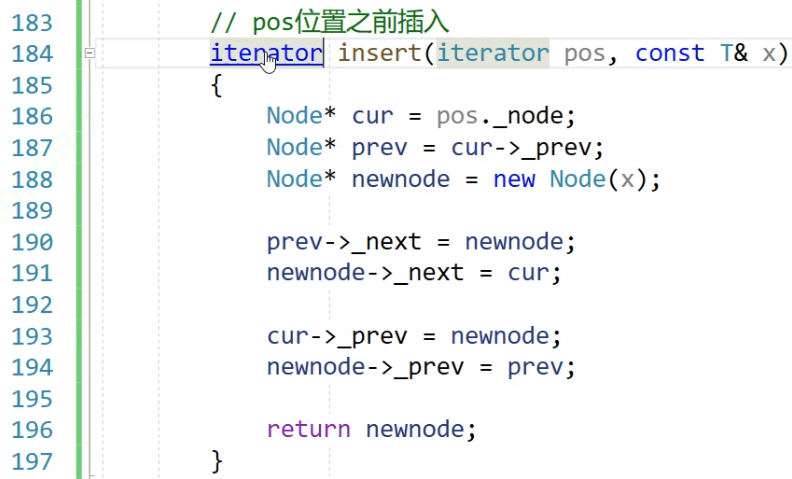 183 // pos位置之前插入
184 iterator insert(iterator pos, const T& x)
185 {
186 Node* cur = pos._node;
187 Node* prev = cur->_prev;
188 Node* newnode = new Node(x);
189
190 prev->_next = newnode;
191 newnode->_next = cur;
192
193 cur->_prev = newnode;
194 newnode->_prev = prev;
195
196 return newnode;
197 }